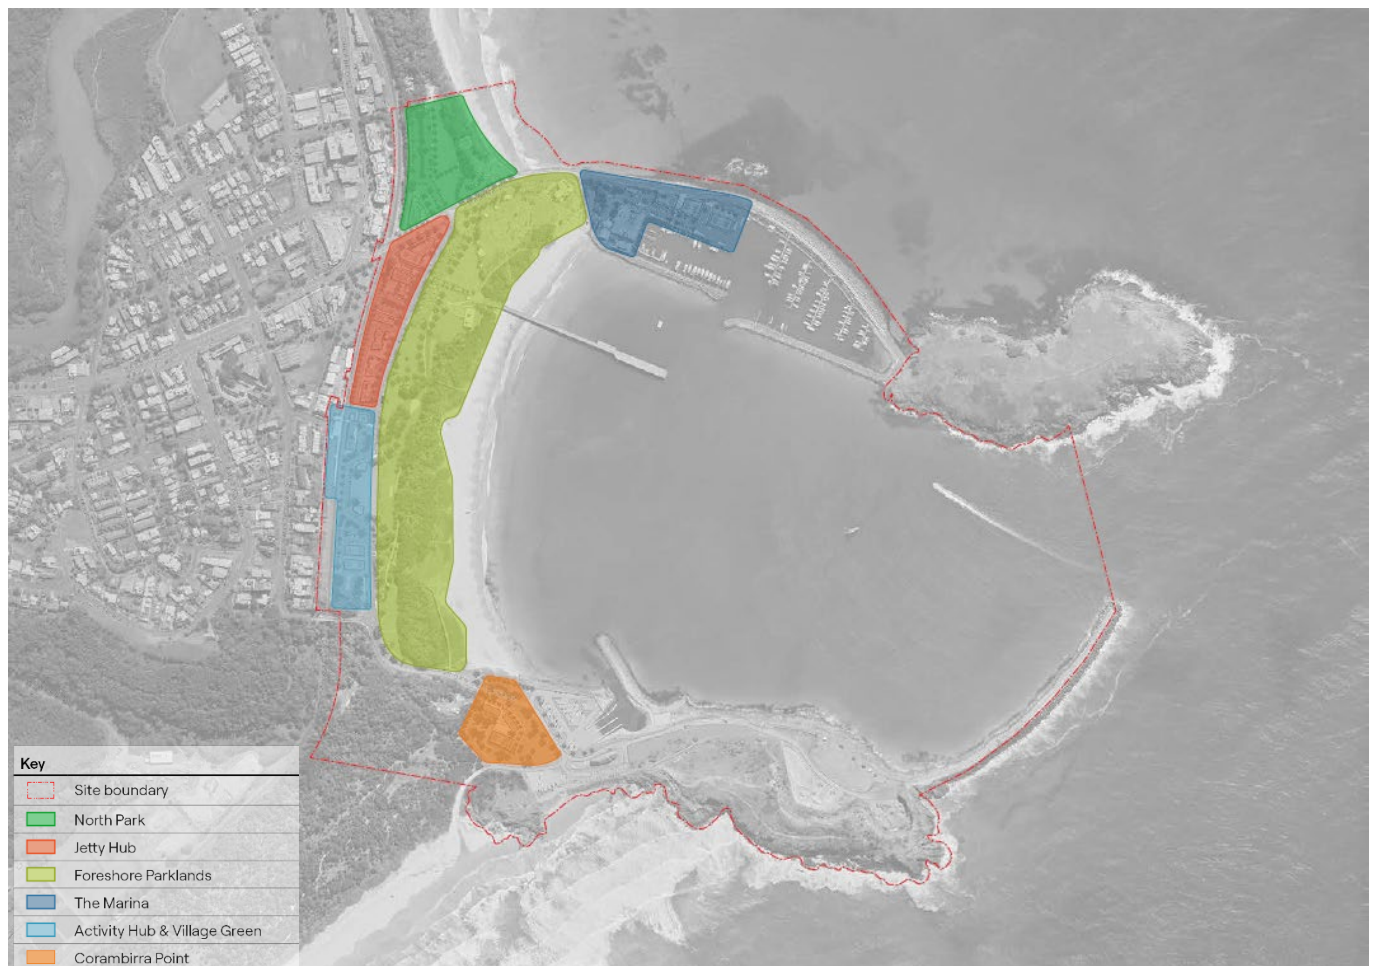 Key
Site boundary
North Park
Jetty Hub
Foreshore Parklands
The Marina
Activity Hub & Village Green
Corambirra Point